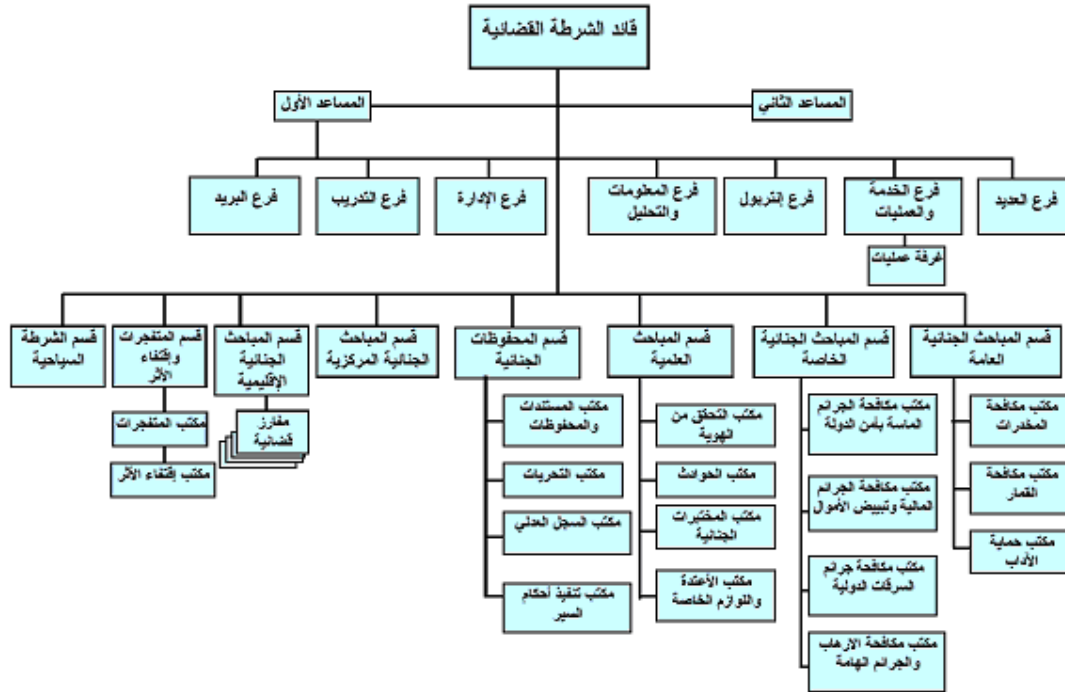 قائد الشرطة القضائية
المساعد الثاني
المساعد الأول
فرع العديد
فرع الخدمة
والعمليات
غرفة عمليات
فرع إنتربول
فرع المعلومات
والتحليل
فرع الإدارة
فرع التدريب
فرع البريد
قسم المباحث الجنائية
العامة
مكتب مكافحة
المخدرات
مكتب مكافحة
القمار
مكتب حماية
الأداب
قسم المباحث الجنائية
الخاصة
مكتب مكافحة الجرائم
الماسة بأمن الدولة
مكتب مكافحة الجرائم
المالية وتبييض الأموال
مكتب مكافحة جرائم
السرقات الدولية
مكتب مكافحة الارهاب
والجرائم الهامة
قسم المباحث
العلمية
مكتب التحقق من
الهوية
مكتب الحوادث
مكتب المختبرات
الجنائية
مكتب الأعتدة
واللوازم الخاصة
قسم المحفوظات
الجنائية
مكتب المستندات
والمحفوظات
مكتب التحريات
مكتب السجل العدلي
مكتب تنفيذ أحكام
السير
قسم المباحث
الجنائية المركزية
قسم المباحث
الجنائية
الإقليمية
مفارز
قضائية
قسم المتفجرات
وإقتفاء
الأثر
مكتب المتفجرات
مكتب إقتفاء الأثر
قسم الشرطة
السياحية